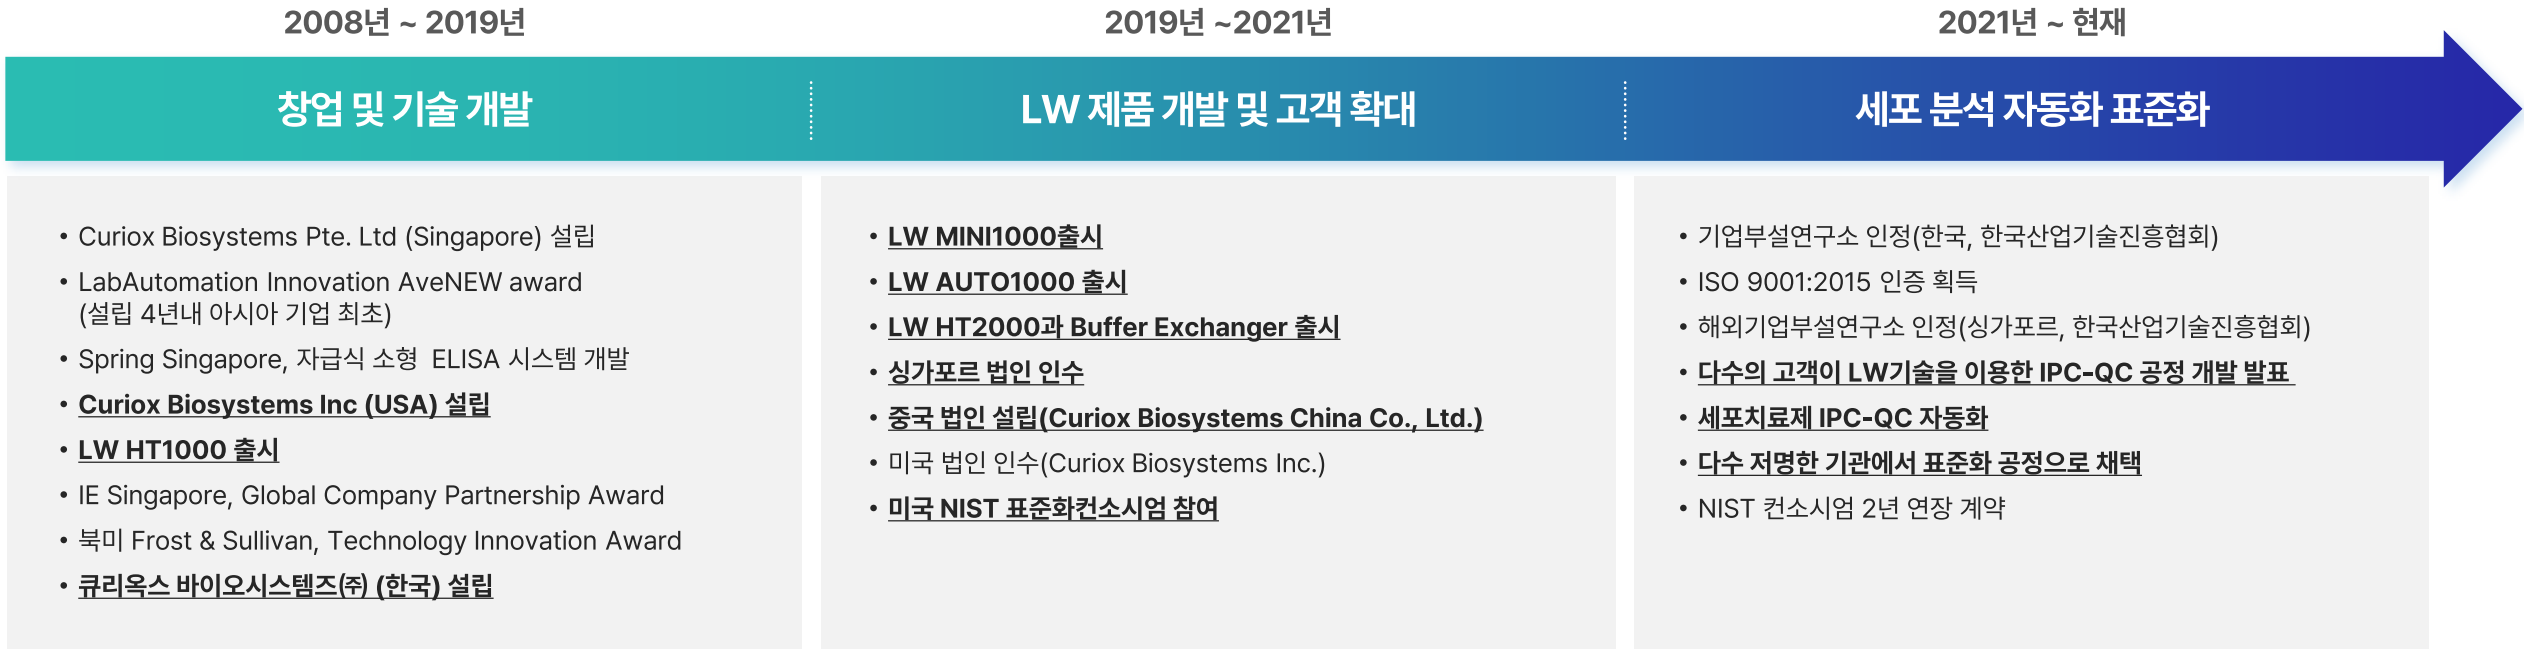 2008년 ~ 2019년
창업 및 기술 개발
• Curiox Biosystems Pte. Ltd (Singapore) 설립
• LabAutomation Innovation AveNEW award
(설립 4년내 아시아 기업 최초)
• Spring Singapore, 자급식 소형 ELISA 시스템 개발
• Curiox Biosystems Inc (USA) 설립
• LW HT1000 출시
• IE Singapore, Global Company Partnership Award
• 북미 Frost & Sullivan, Technology Innovation Award
• 큐리옥스 바이오시스템즈㈜ (한국) 설립
2019년 ~2021년
LW 제품 개발 및 고객 확대
• LW MINI1000출시
• LW AUTO1000 출시
• LW HT2000과 Buffer Exchanger 출시
• 싱가포르 법인 인수
• 중국 법인 설립(Curiox Biosystems China Co., Ltd.)
• 미국 법인 인수(Curiox Biosystems Inc.)
• 미국 NIST 표준화컨소시엄 참여
2021년 ~ 현재
세포 분석 자동화 표준화
• 기업부설연구소 인정(한국, 한국산업기술진흥협회)
• ISO 9001:2015 인증 획득
• 해외기업부설연구소 인정(싱가포르, 한국산업기술진흥협회)
• 다수의 고객이 LW기술을 이용한 IPC-QC 공정 개발 발표
• 세포치료제 IPC-QC 자동화
• 다수 저명한 기관에서 표준화 공정으로 채택
• NIST 컨소시엄 2년 연장 계약